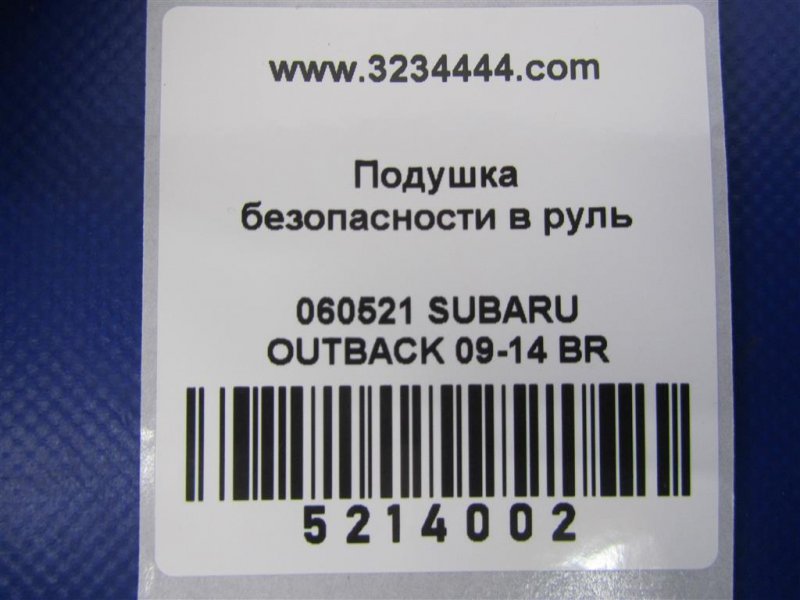 www.3234444.com
Подушка
безопасности в руль
060521 SUBARU
OUTBACK 09-14 BR
5214002